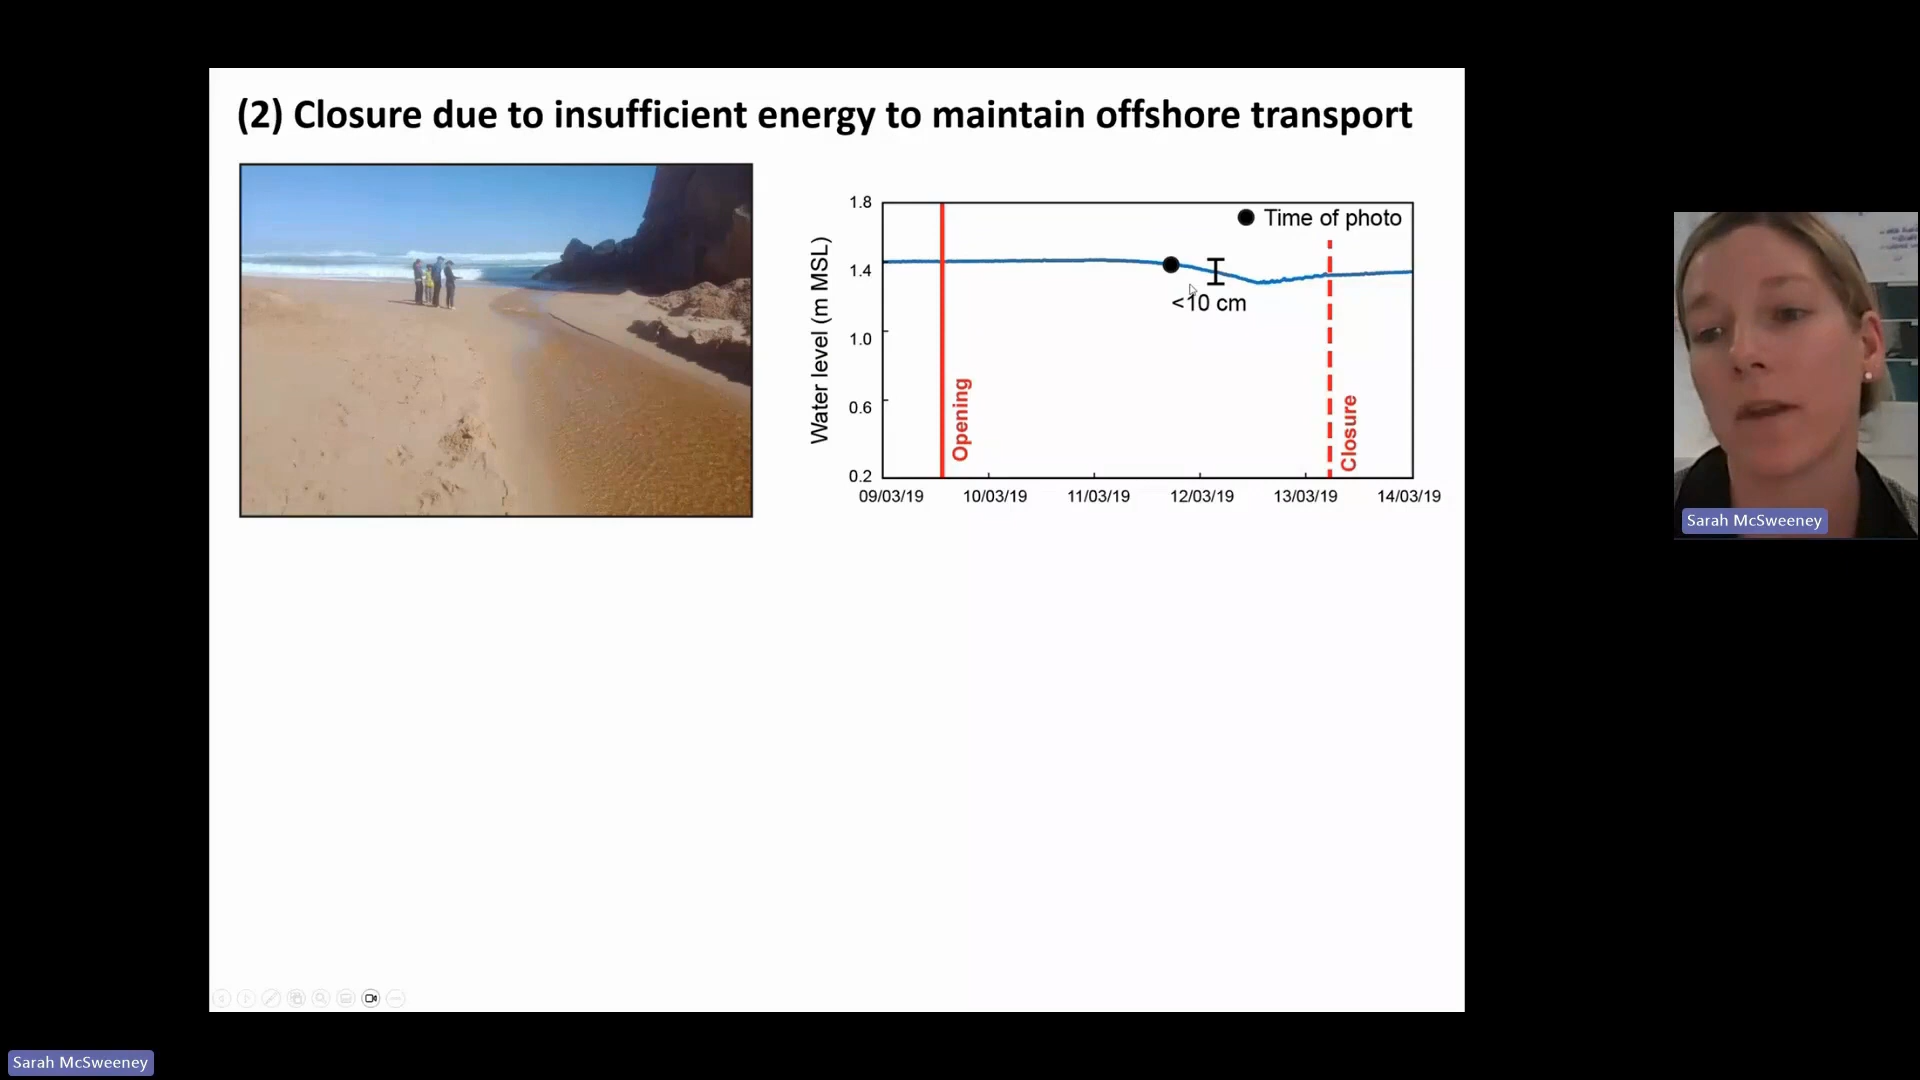 (2) Closure due to insufficient energy to maintain offshore transport
1.8
Time of photo
Water level (m MSL)
1.4
<10 cm
1.0
0.6
0.2
Opening
Closure
09/03/19 10/03/19 11/03/19 12/03/19 13/03/19 14/03/19
Sarah McSweeney
Sarah McSweeney